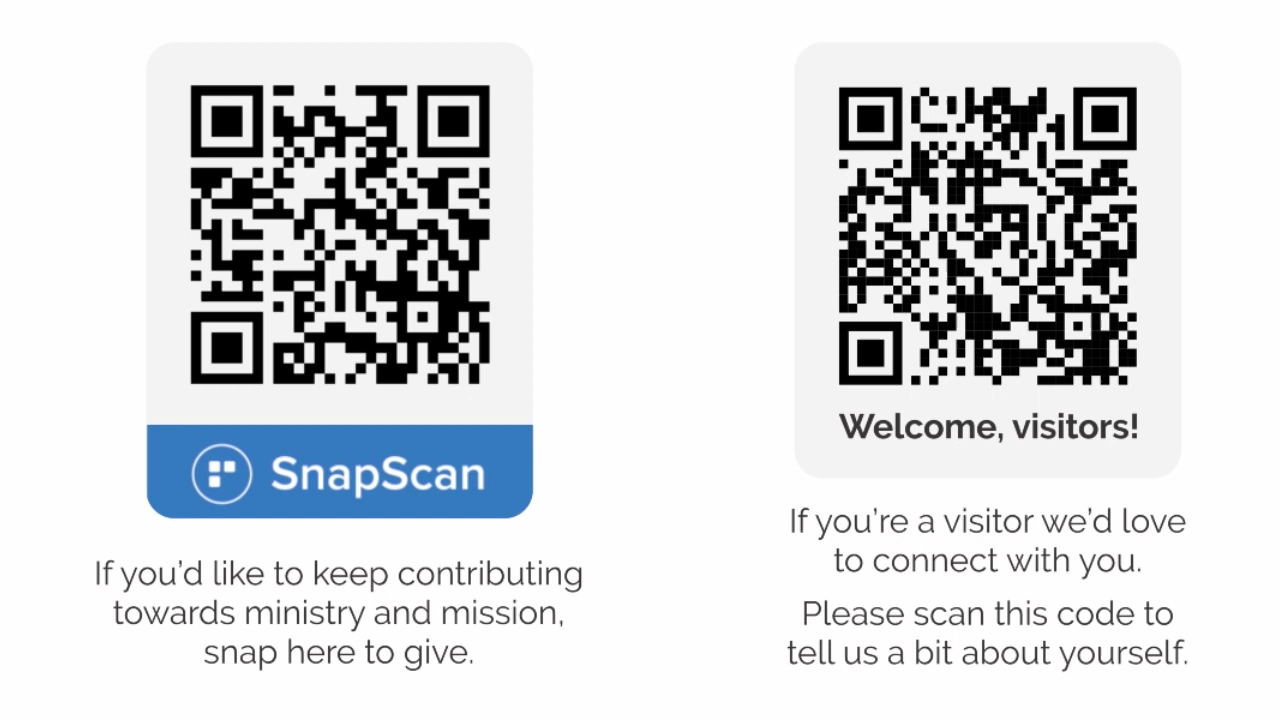 SnapScan
If you'd like to keep contributing
towards ministry and mission,
snap here to give.
Welcome, visitors!
If you're a visitor we'd love
to connect with you.
Please scan this code to
tell us a bit about yourself.